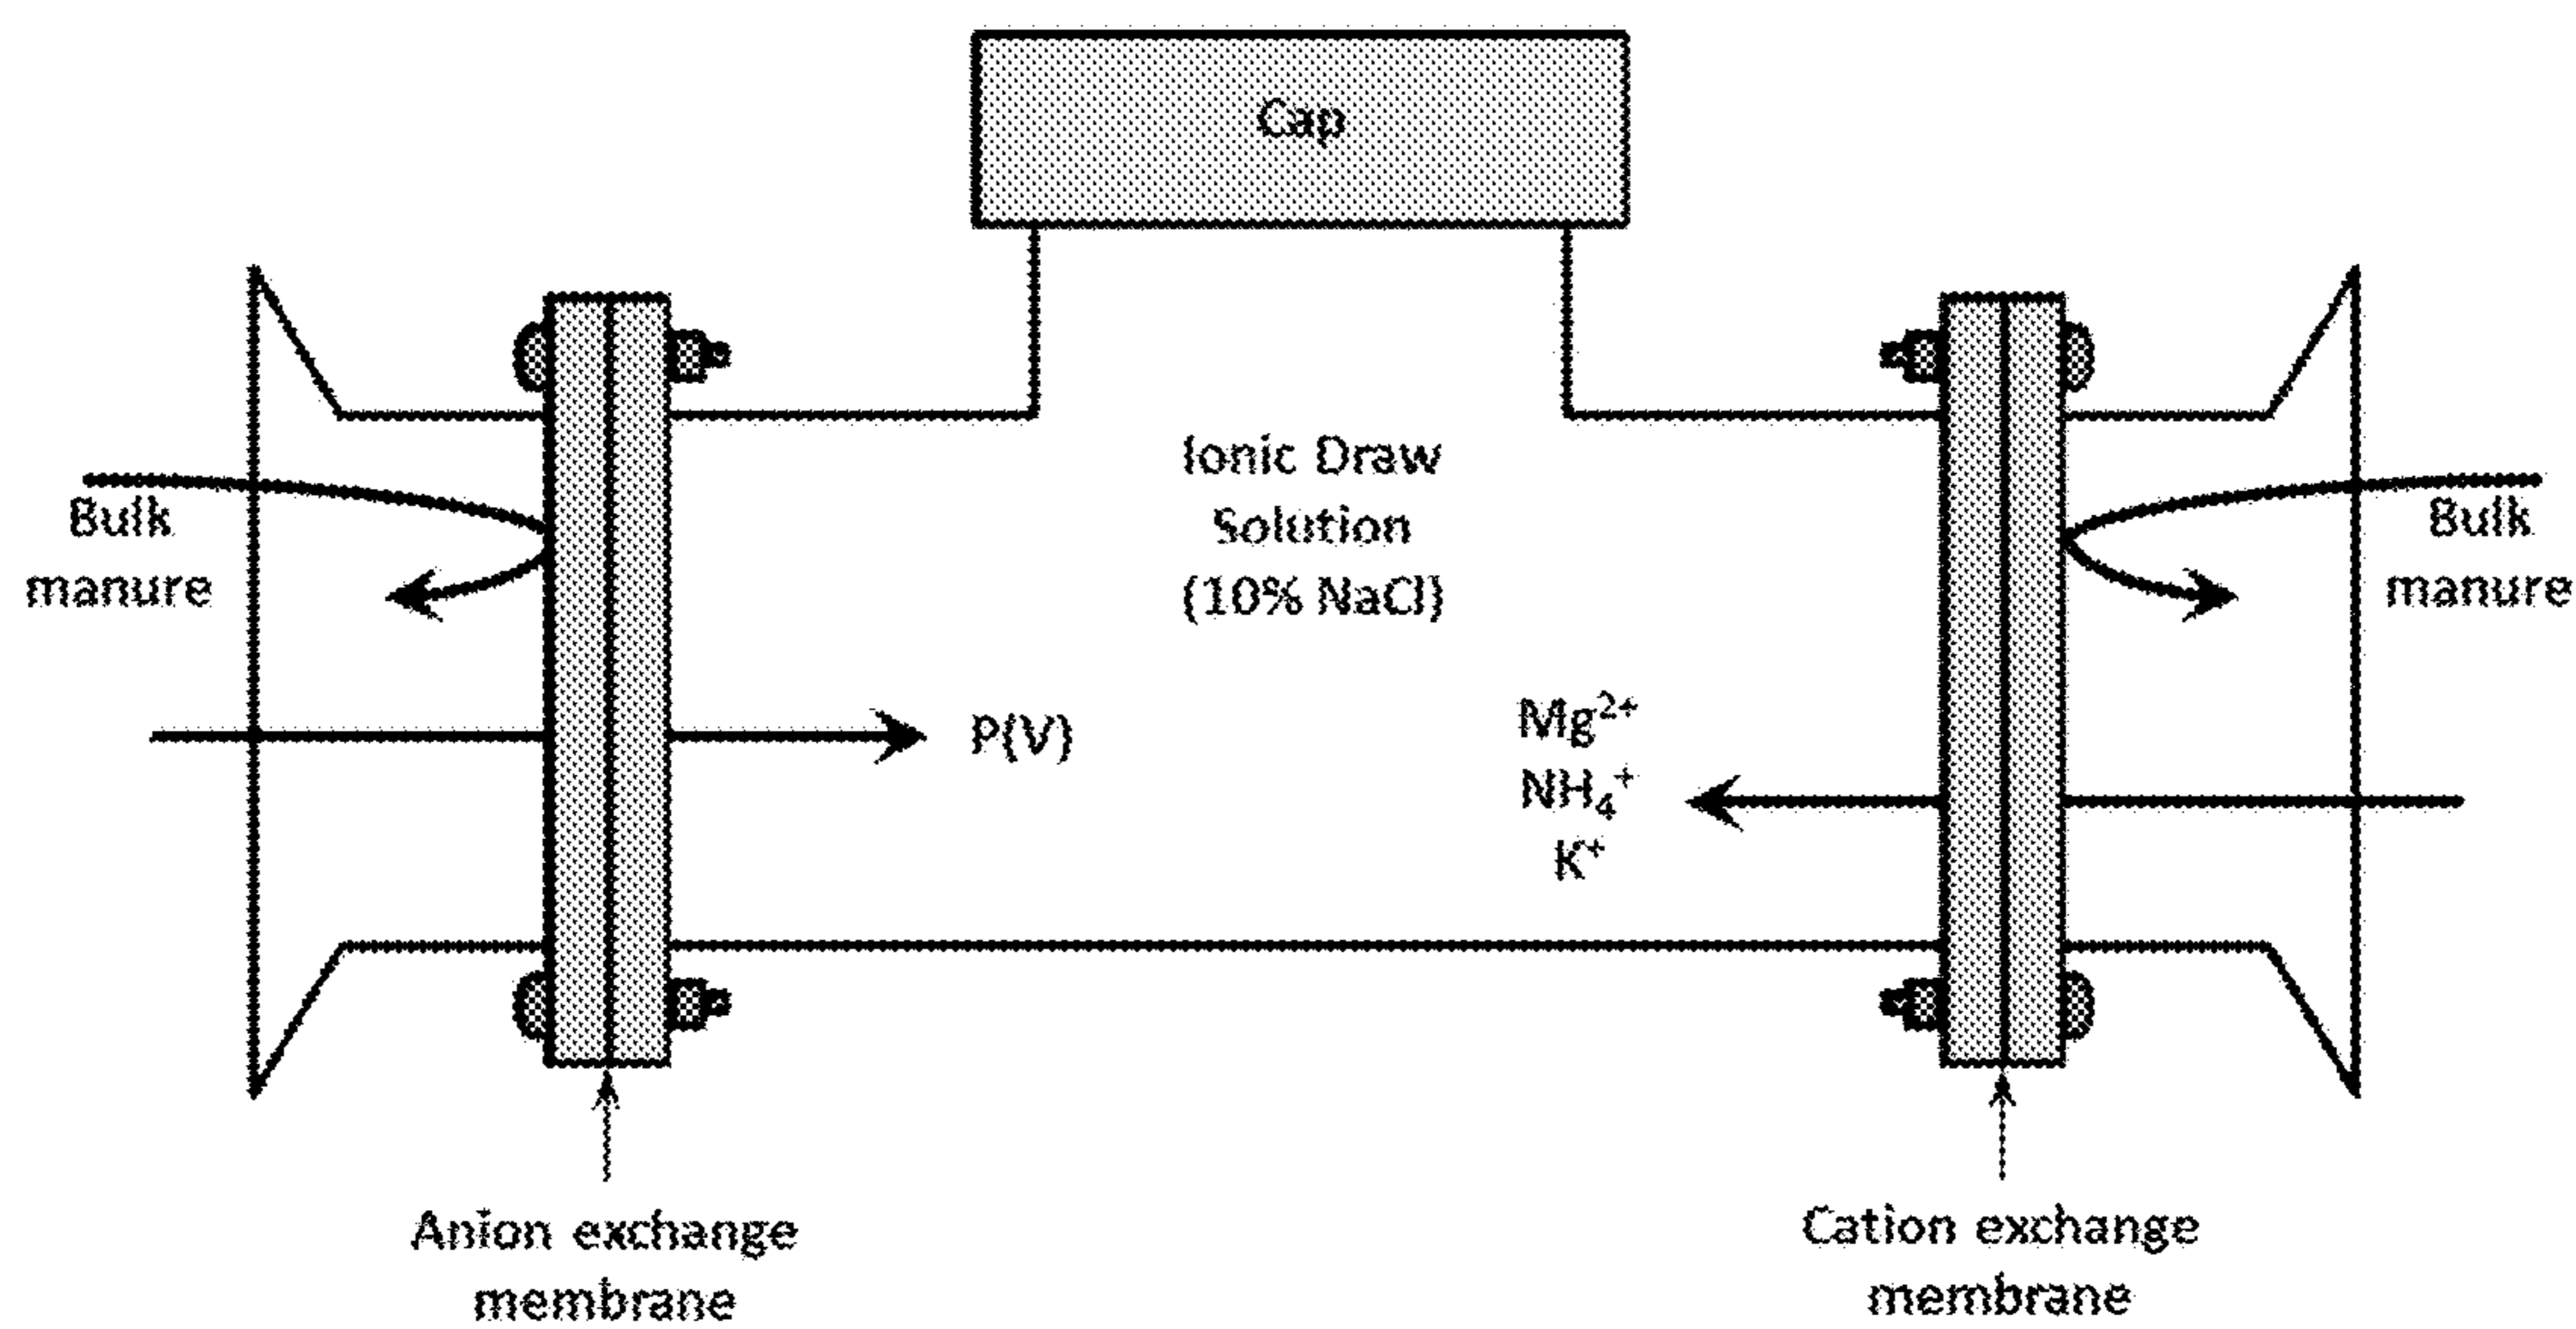 Cap
Ionic Draw
Solution
(10% NaCl)
Bulk
manure
Bulk
manure
P(V)
Mg²⁺
NH₄⁺
K⁺
Anion exchange
membrane
Cation exchange
membrane